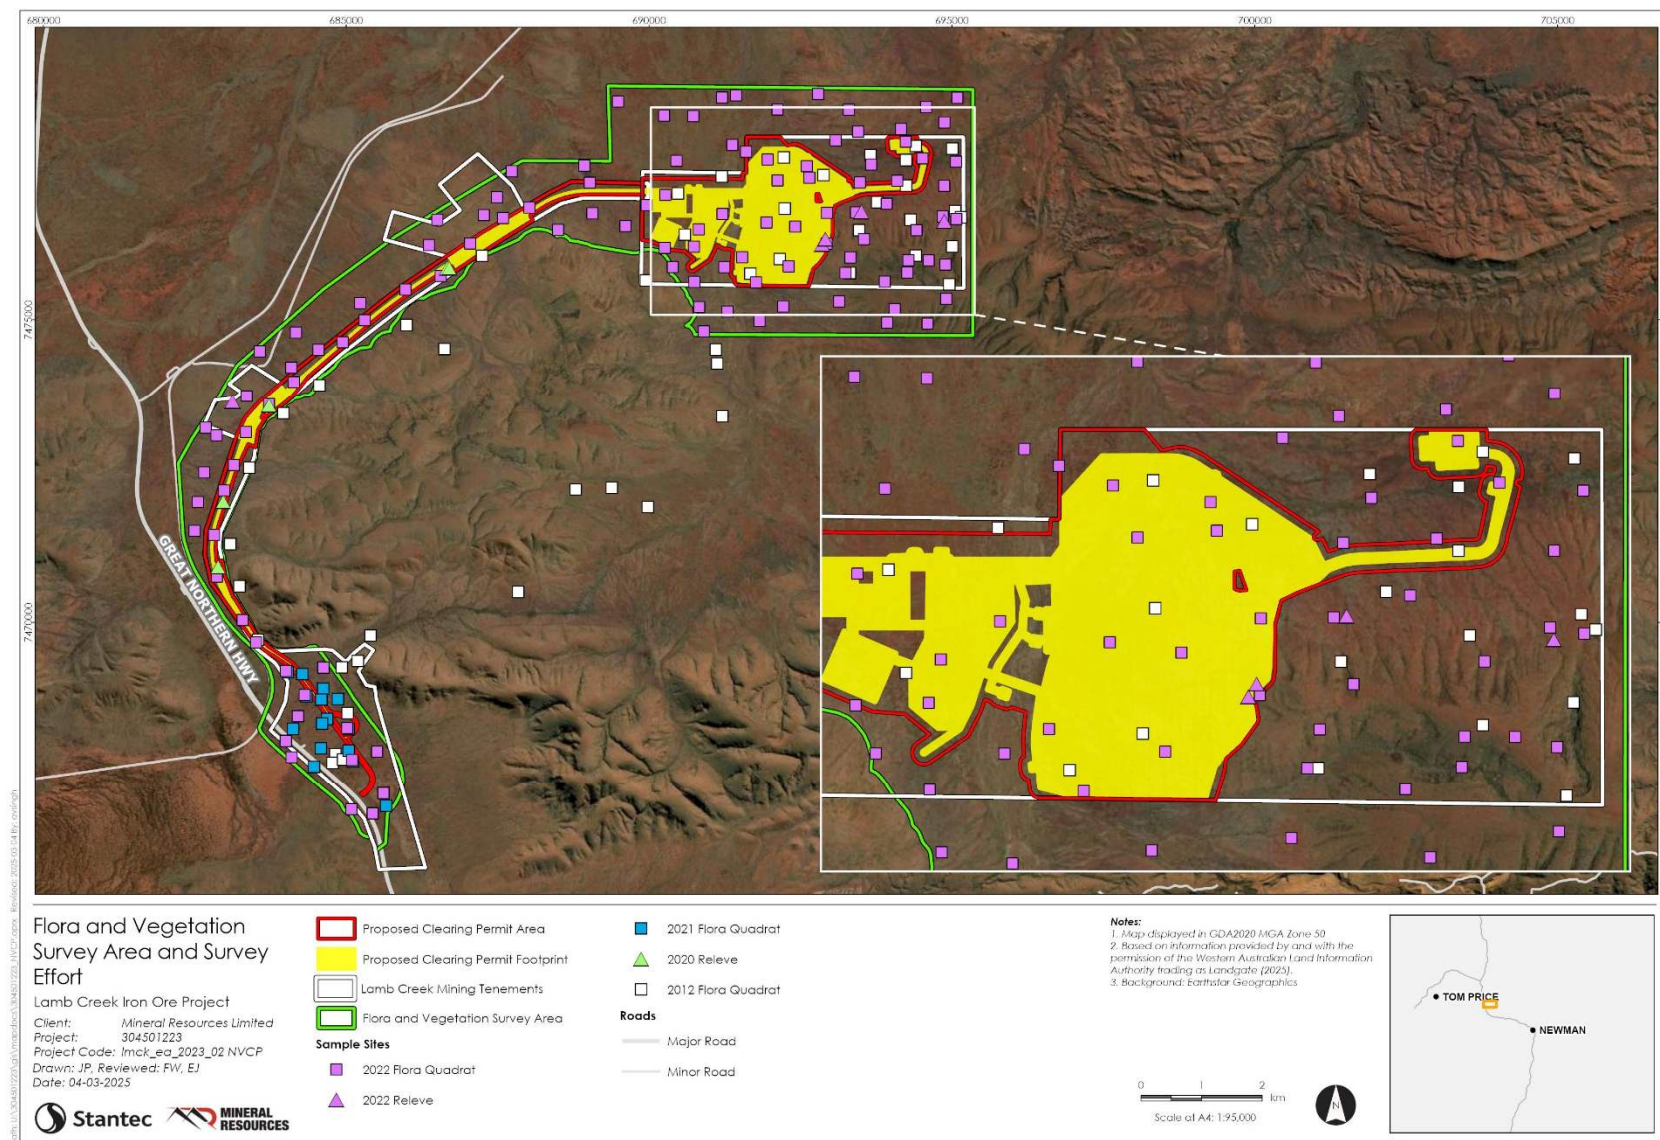 680000
685000
690000
695000
700000
705000
7475000
7470000
GREAT NORTHERN HWY
Flora and Vegetation
Survey Area and Survey
Effort
Lamb Creek Iron Ore Project
Client: Mineral Resources Limited
Project: 304501223
Project Code: lmck_ea_2023_02 NVCP
Drawn: JP, Reviewed: FW, EJ
Date: 04-03-2025
Stantec
MINERAL
RESOURCES
Proposed Clearing Permit Area
Proposed Clearing Permit Footprint
Lamb Creek Mining Tenements
Flora and Vegetation Survey Area
Sample Sites
2022 Flora Quadrat
2022 Releve
2021 Flora Quadrat
2020 Releve
2012 Flora Quadrat
Roads
Major Road
Minor Road
Notes:
1. Map displayed in GDA2020 MGA Zone 50
2. Based on information provided by and with the
permission of the Western Australian Land Information
Authority trading as Landgate (2025).
3. Background: Earthstar Geographics
0 1 2
km
Scale at A4: 1:95,000
N
TOM PRICE
NEWMAN